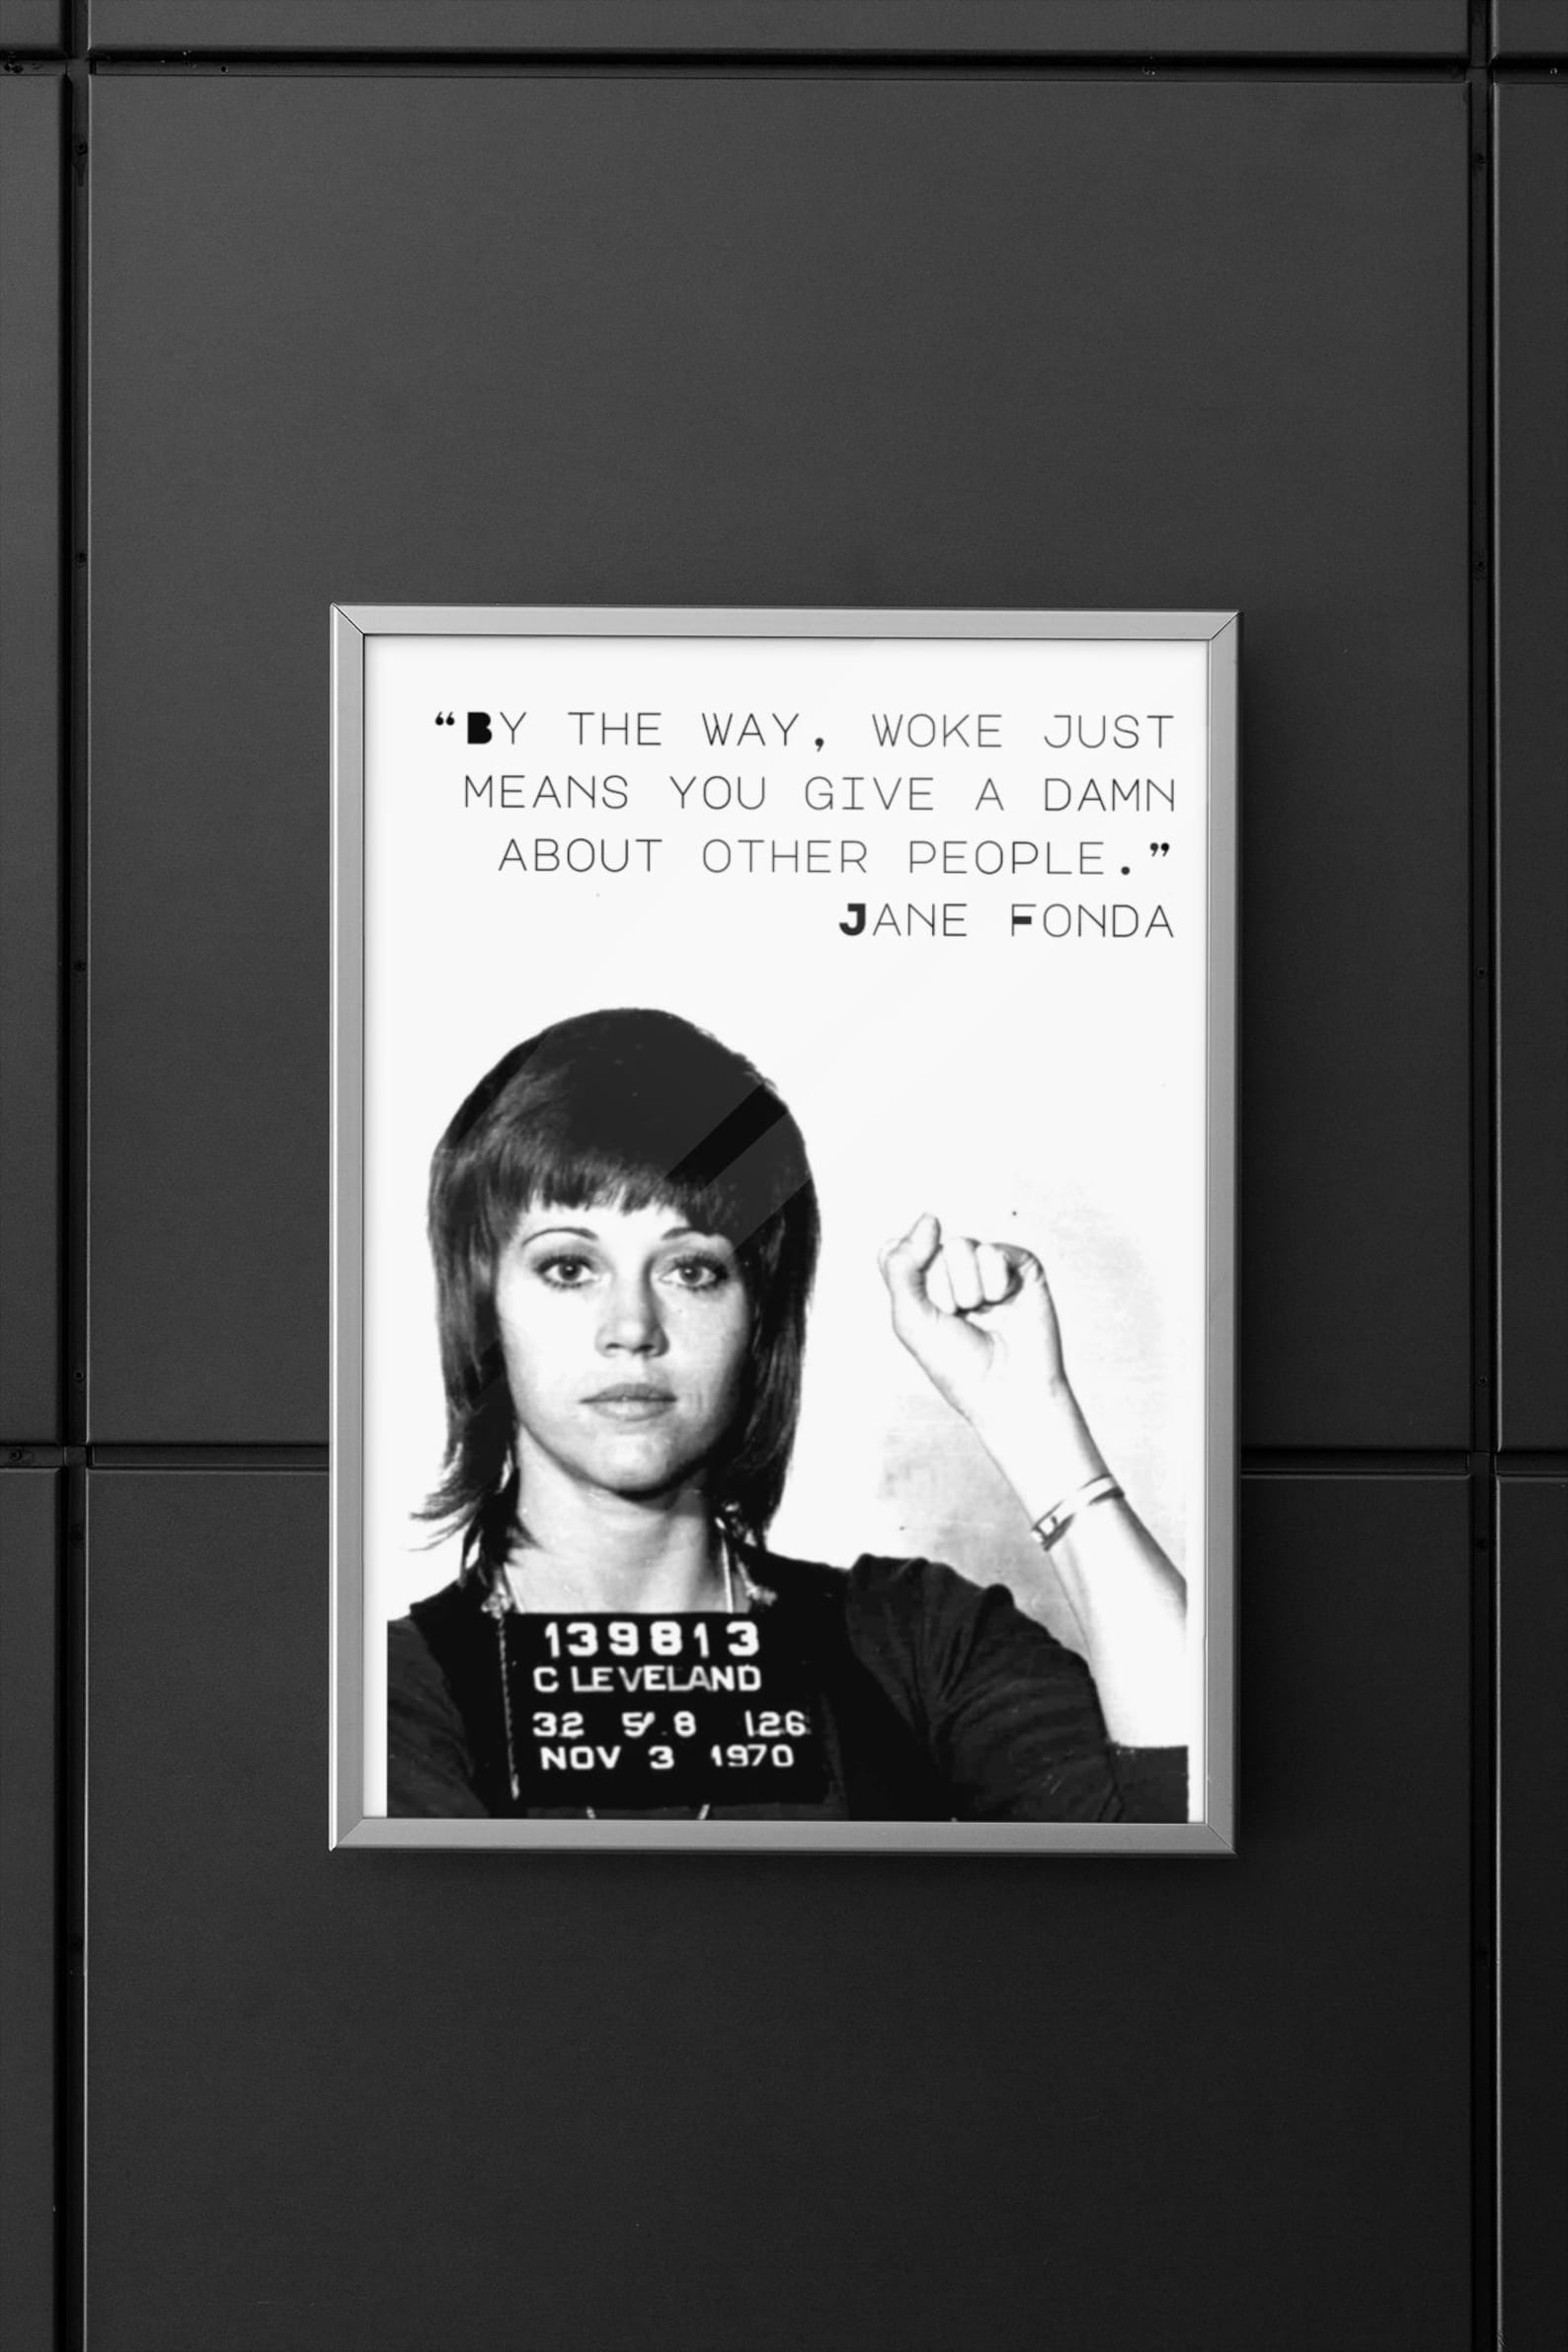 “BY THE WAY, WOKE JUST
MEANS YOU GIVE A DAMN
ABOUT OTHER PEOPLE.”
JANE FONDA
139813
CLEVELAND
32 5' 8 126
NOV 3 1970